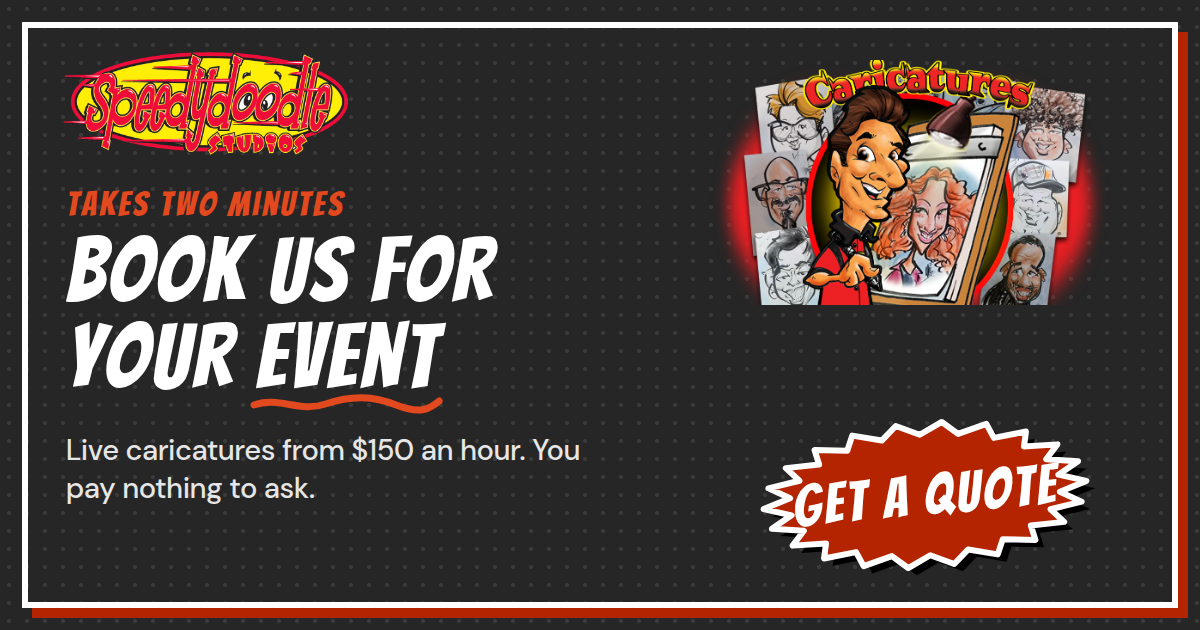 Speedydoodle
STUDIOS
Caricatures
TAKES TWO MINUTES
BOOK US FOR
YOUR EVENT
Live caricatures from $150 an hour. You
pay nothing to ask.
GET A QUOTE